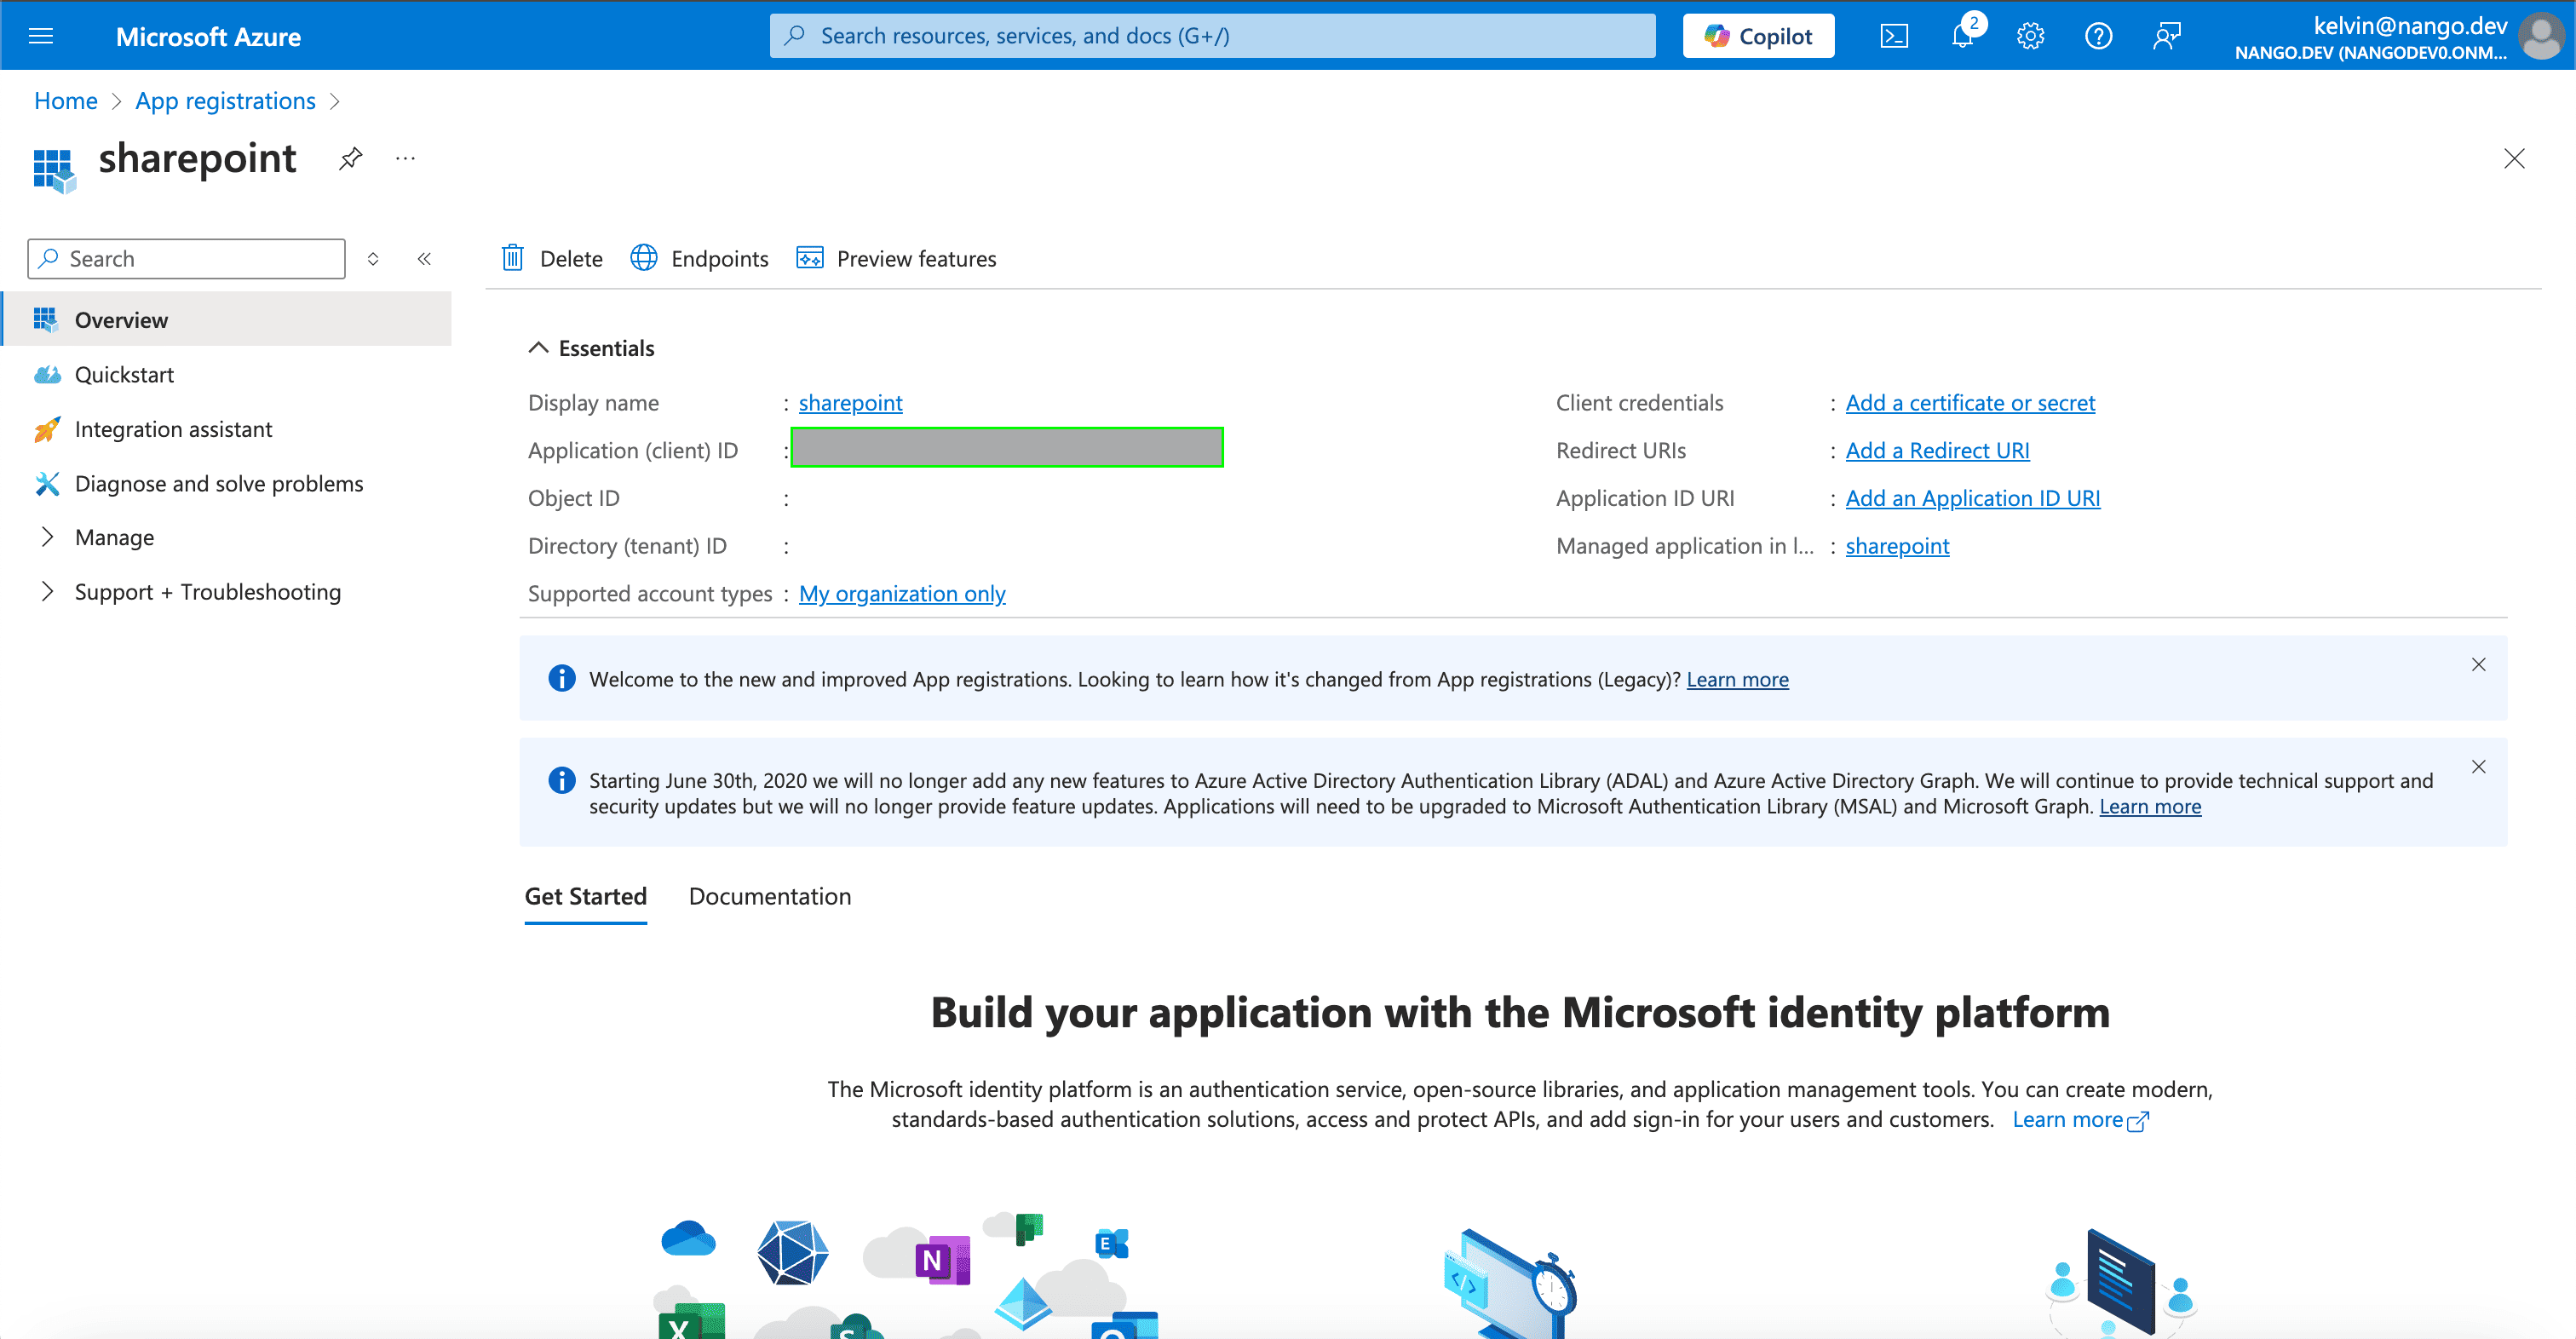 Microsoft Azure
Search resources, services, and docs (G+/)
Copilot
2
kelvin@nango.dev
NANGO.DEV (NANGODEV0.ONM...
Home > App registrations >
sharepoint
...
Search
Delete
Endpoints
Preview features
Overview
Quickstart
Integration assistant
Diagnose and solve problems
Manage
Support + Troubleshooting
Essentials
Display name : sharepoint
Application (client) ID :
Object ID :
Directory (tenant) ID :
Supported account types : My organization only
Client credentials : Add a certificate or secret
Redirect URIs : Add a Redirect URI
Application ID URI : Add an Application ID URI
Managed application in l... : sharepoint
Welcome to the new and improved App registrations. Looking to learn how it's changed from App registrations (Legacy)? Learn more
Starting June 30th, 2020 we will no longer add any new features to Azure Active Directory Authentication Library (ADAL) and Azure Active Directory Graph. We will continue to provide technical support and
security updates but we will no longer provide feature updates. Applications will need to be upgraded to Microsoft Authentication Library (MSAL) and Microsoft Graph. Learn more
Get Started
Documentation
Build your application with the Microsoft identity platform
The Microsoft identity platform is an authentication service, open-source libraries, and application management tools. You can create modern,
standards-based authentication solutions, access and protect APIs, and add sign-in for your users and customers. Learn more
N
E
X
S